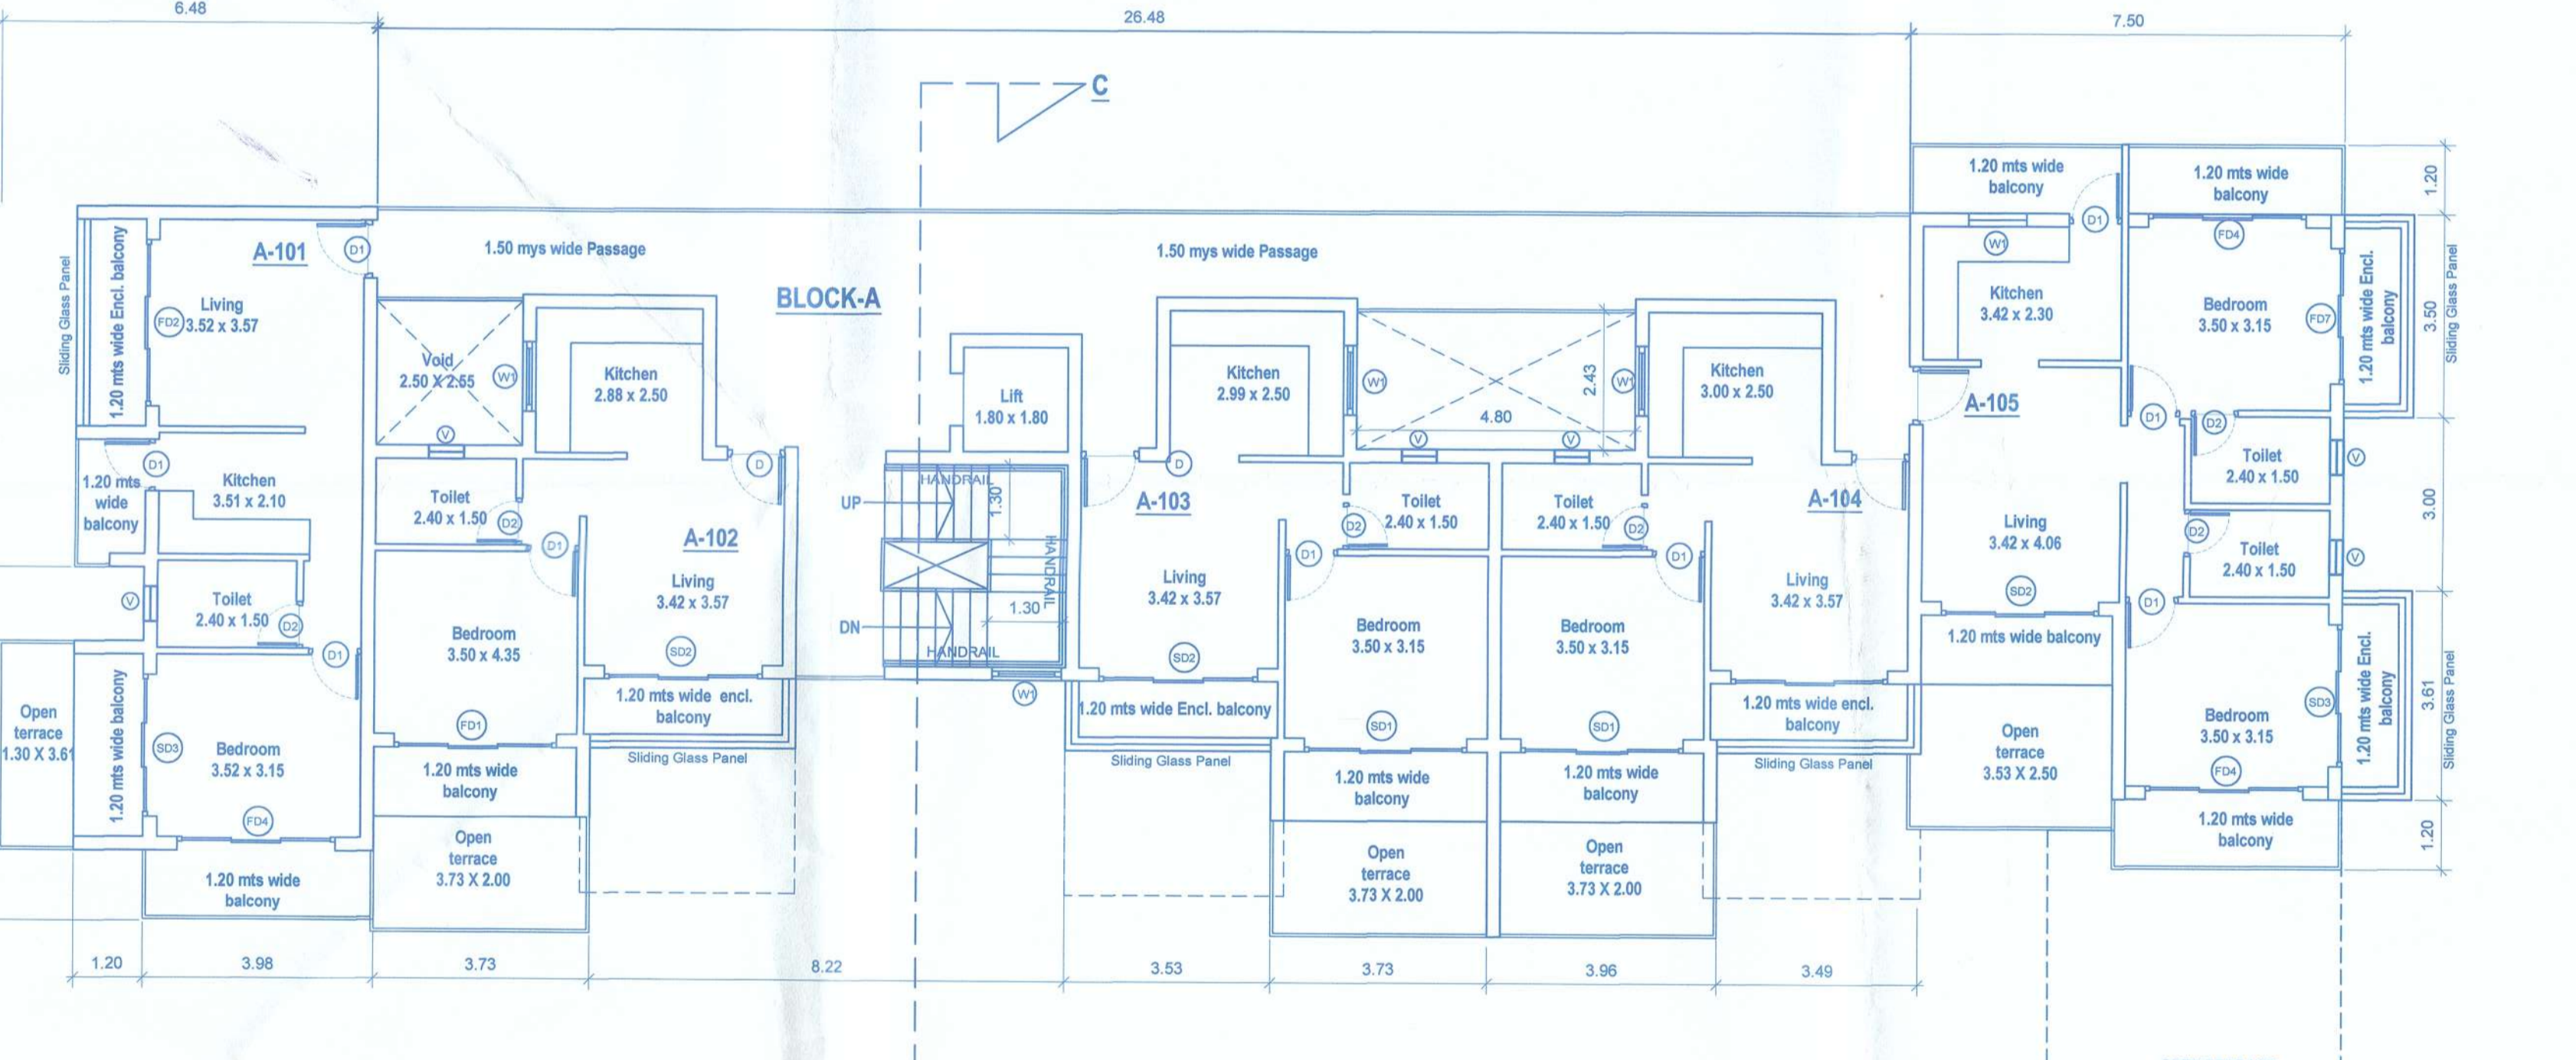 6.48
26.48
7.50
C
1.20 mts wide
balcony
1.20 mts wide
balcony
1.20
D1
W1
FD4
A-101
D1
1.50 mys wide Passage
1.50 mys wide Passage
BLOCK-A
Sliding Glass Panel
1.20 mts wide Encl. balcony
Living
3.52 x 3.57
FD2
Void
2.50 X 2.55
W1
V
Kitchen
2.88 x 2.50
Lift
1.80 x 1.80
Kitchen
2.99 x 2.50
W1
4.80
2.43
V
V
W1
Kitchen
3.00 x 2.50
Kitchen
3.42 x 2.30
Bedroom
3.50 x 3.15
FD7
1.20 mts wide Encl.
balcony
3.50
Sliding Glass Panel
A-105
D1
D2
D1
1.20 mts
wide
balcony
Kitchen
3.51 x 2.10
Toilet
2.40 x 1.50
D2
D1
D
A-102
UP
HANDRAIL
1.30
HANDRAIL
1.30
DN
HANDRAIL
W1
D
A-103
Toilet
2.40 x 1.50
D2
D1
Toilet
2.40 x 1.50
D2
D1
A-104
Living
3.42 x 4.06
SD2
Toilet
2.40 x 1.50
V
D2
Toilet
2.40 x 1.50
V
D1
3.00
V
Toilet
2.40 x 1.50
D2
D1
Bedroom
3.50 x 4.35
FD1
Living
3.42 x 3.57
SD2
Living
3.42 x 3.57
SD2
Bedroom
3.50 x 3.15
SD1
Bedroom
3.50 x 3.15
SD1
Living
3.42 x 3.57
1.20 mts wide balcony
Open
terrace
1.30 X 3.61
1.20 mts wide balcony
SD3
Bedroom
3.52 x 3.15
FD4
1.20 mts wide encl.
balcony
Sliding Glass Panel
1.20 mts wide Encl. balcony
Sliding Glass Panel
1.20 mts wide encl.
balcony
Sliding Glass Panel
Open
terrace
3.53 X 2.50
Bedroom
3.50 x 3.15
SD3
FD4
1.20 mts wide Encl.
balcony
3.61
Sliding Glass Panel
1.20 mts wide
balcony
1.20 mts wide
balcony
1.20 mts wide
balcony
1.20 mts wide
balcony
1.20
1.20 mts wide
balcony
Open
terrace
3.73 X 2.00
Open
terrace
3.73 X 2.00
Open
terrace
3.73 X 2.00
1.20
3.98
3.73
8.22
3.53
3.73
3.96
3.49